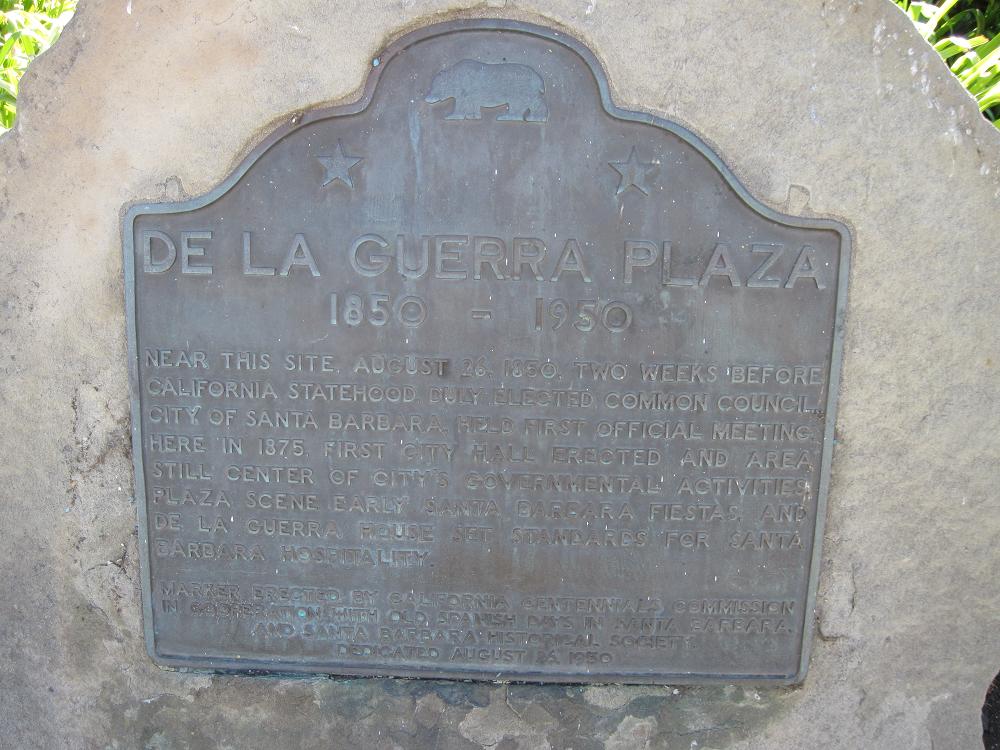 DE LA GUERRA PLAZA
1850 - 1950
NEAR THIS SITE, AUGUST 26, 1850, TWO WEEKS BEFORE
CALIFORNIA STATEHOOD, DULY ELECTED COMMON COUNCIL,
CITY OF SANTA BARBARA, HELD FIRST OFFICIAL MEETING.
HERE IN 1875, FIRST CITY HALL ERECTED AND AREA
STILL CENTER OF CITY'S GOVERNMENTAL ACTIVITIES.
PLAZA SCENE EARLY SANTA BARBARA FIESTAS, AND
DE LA GUERRA HOUSE SET STANDARDS FOR SANTA
BARBARA HOSPITALITY.
MARKER ERECTED BY CALIFORNIA CENTENNIALS COMMISSION
IN COOPERATION WITH OLD SPANISH DAYS IN SANTA BARBARA,
AND SANTA BARBARA HISTORICAL SOCIETY.
DEDICATED AUGUST 26, 1950